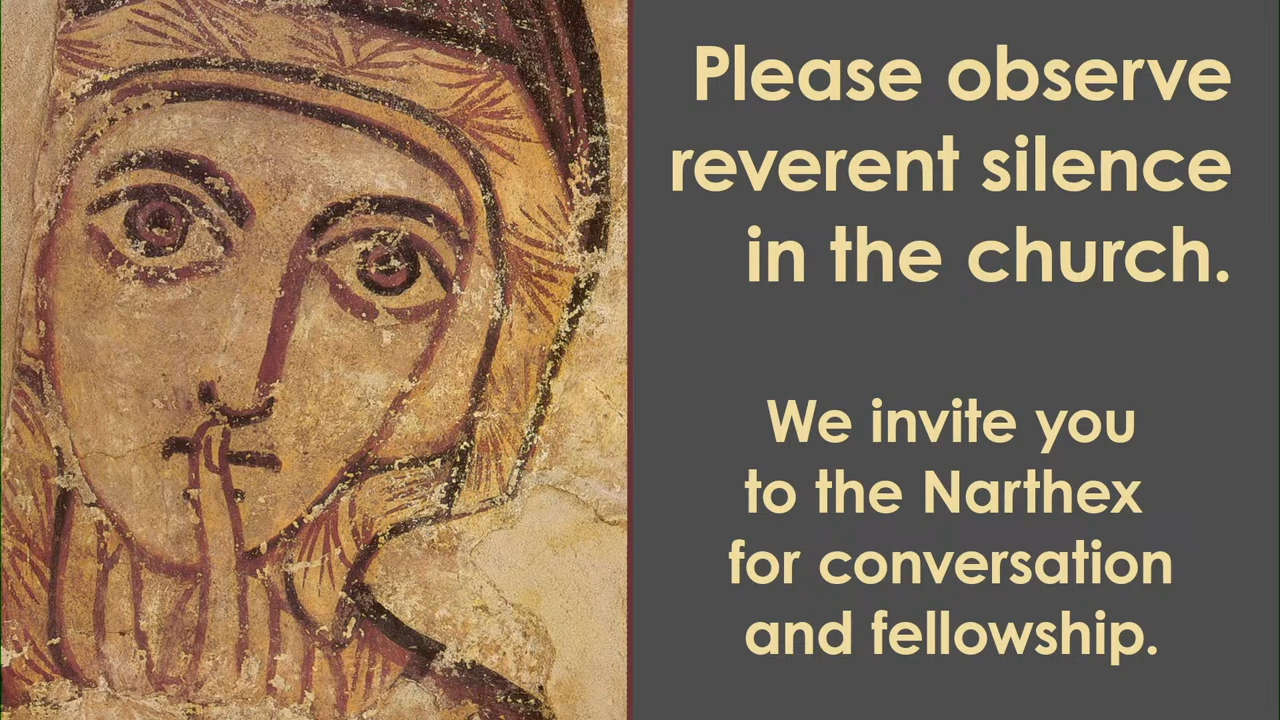 Please observe
reverent silence
in the church.
We invite you
to the Narthex
for conversation
and fellowship.